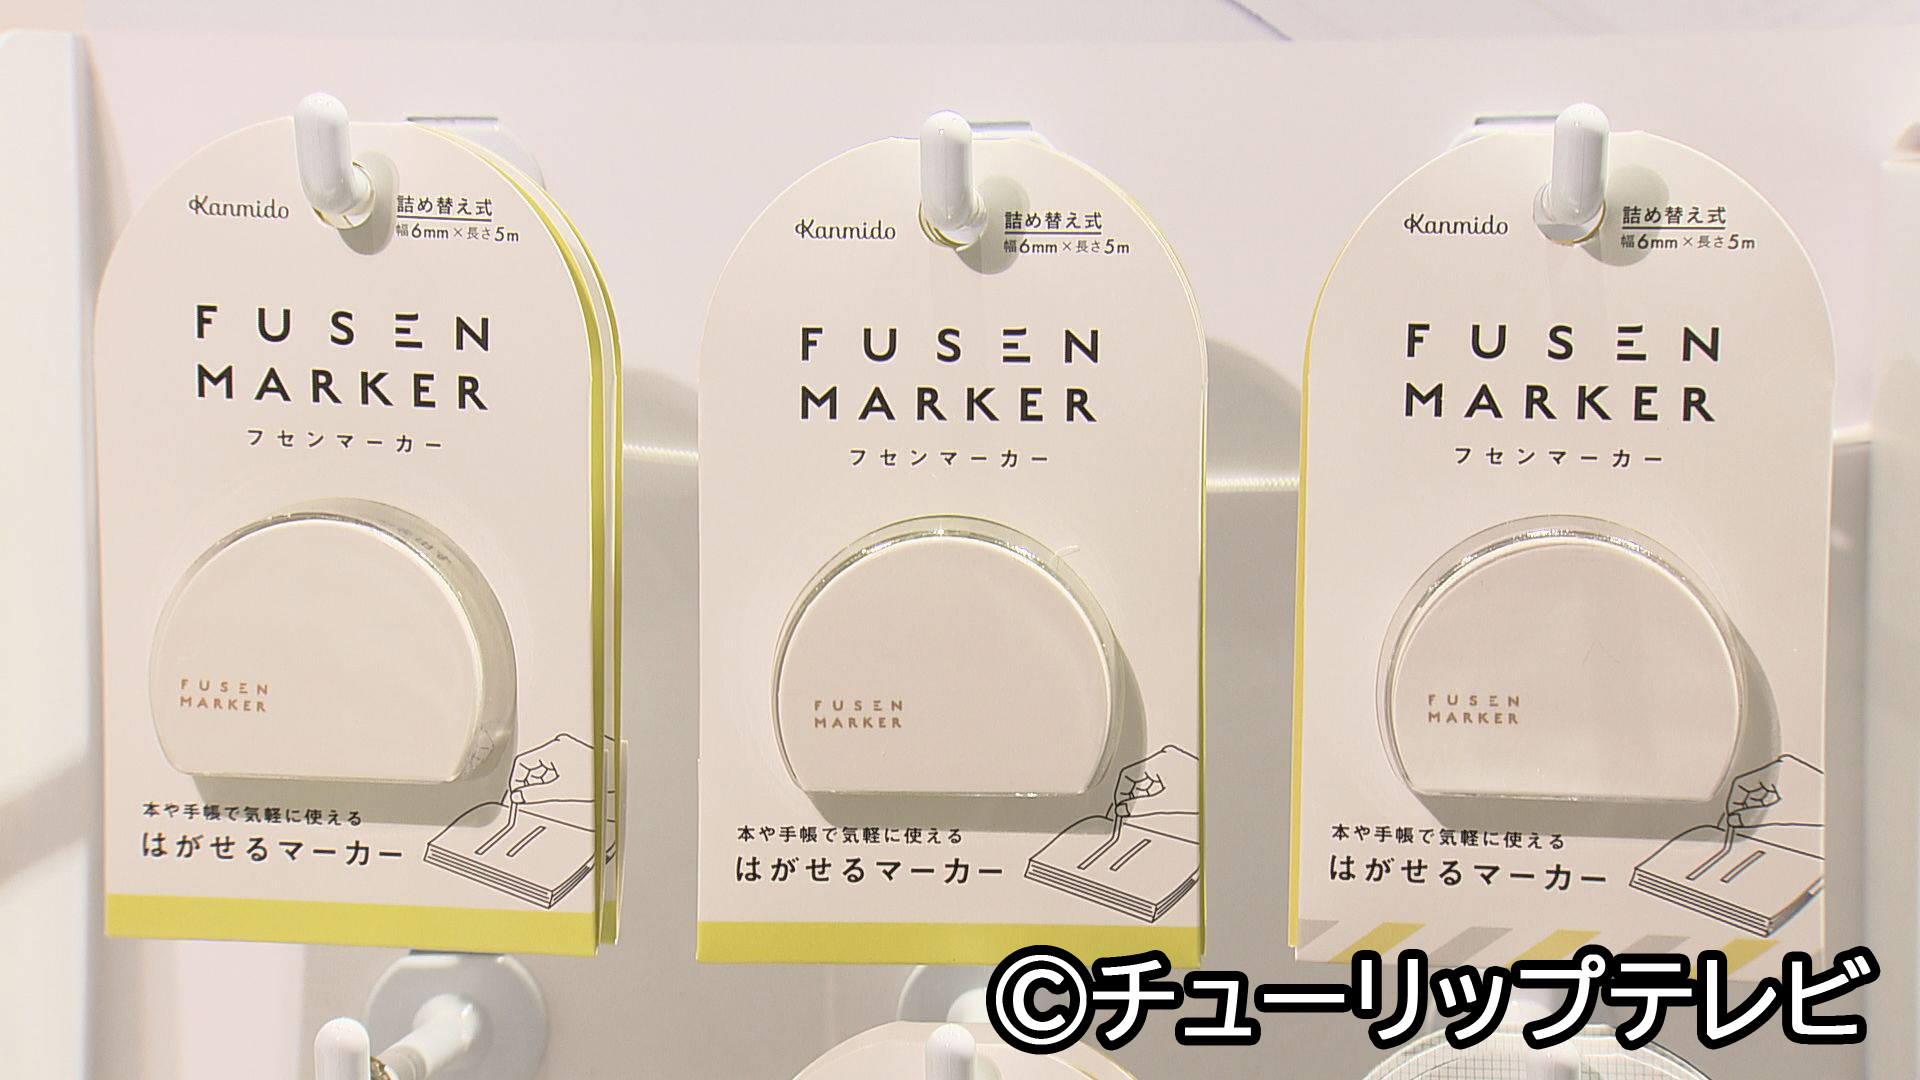 Kanmido
詰め替え式
幅6mm×長さ5m
FUSEN
MARKER
フセンマーカー
FUSEN
MARKER
本や手帳で気軽に使える
はがせるマーカー
Kanmido
詰め替え式
幅6mm×長さ5m
FUSEN
MARKER
フセンマーカー
FUSEN
MARKER
本や手帳で気軽に使える
はがせるマーカー
Kanmido
詰め替え式
幅6mm×長さ5m
FUSEN
MARKER
フセンマーカー
FUSEN
MARKER
本や手帳で気軽に使える
はがせるマーカー
©チューリップテレビ